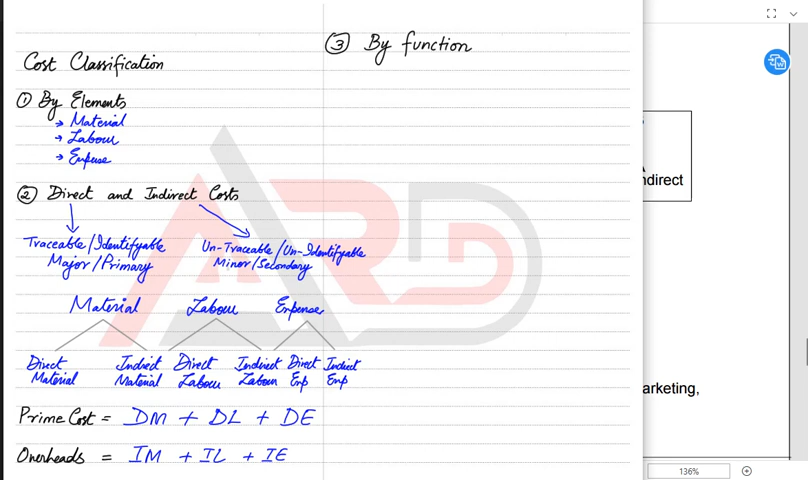 Cost Classification
① By Elements
→ Material
→ Labour
→ Expense
② Direct and Indirect Costs
Traceable/Identifyable
Major/Primary
Un-Traceable/Un-Identifyable
Minor/Secondary
Material Labour Expense
Direct Material
Indirect Material
Direct Labour
Indirect Labour
Direct Exp
Indirect Exp
Prime Cost = DM + DL + DE
Overheads = IM + IL + IE
③ By function
ARD
ndirect
arketing,
136%